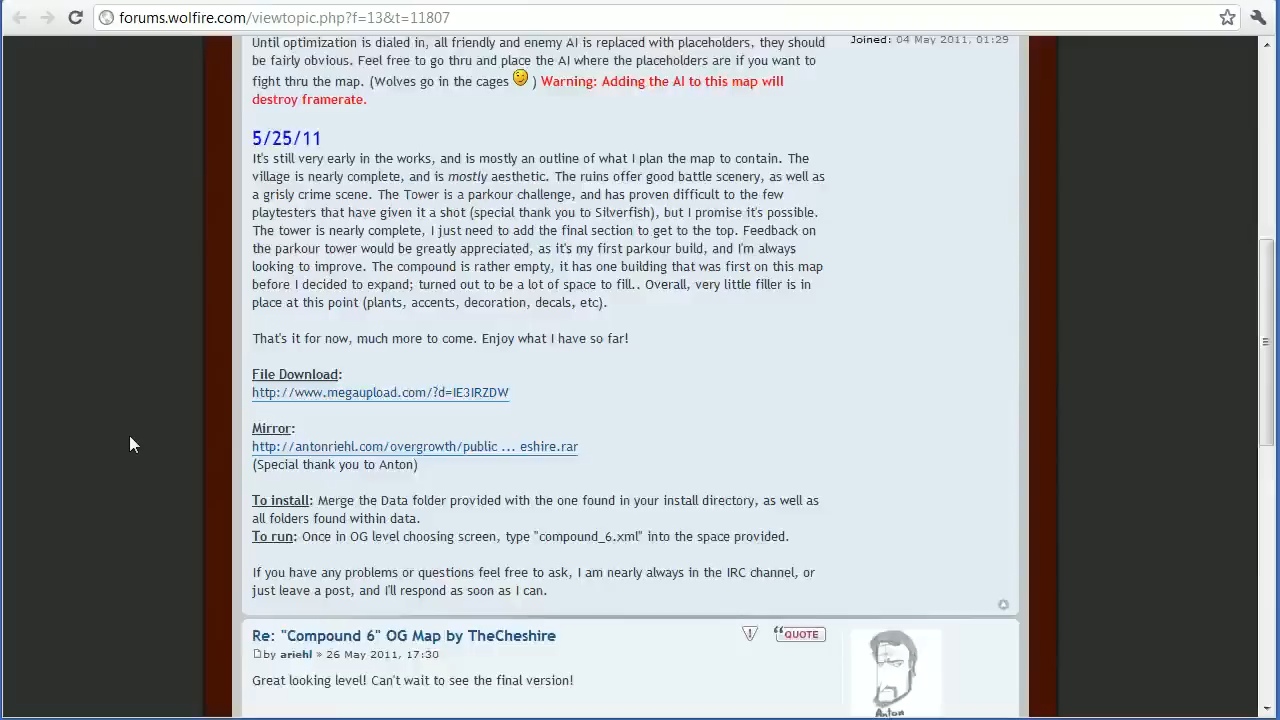 forums.wolfire.com/viewtopic.php?f=13&t=11807
Until optimization is dialed in, all friendly and enemy AI is replaced with placeholders, they should
be fairly obvious. Feel free to go thru and place the AI where the placeholders are if you want to
fight thru the map. (Wolves go in the cages ) Warning: Adding the AI to this map will
destroy framerate.
Joined: 04 May 2011, 01:29
5/25/11
It's still very early in the works, and is mostly an outline of what I plan the map to contain. The
village is nearly complete, and is mostly aesthetic. The ruins offer good battle scenery, as well as
a grisly crime scene. The Tower is a parkour challenge, and has proven difficult to the few
playtesters that have given it a shot (special thank you to Silverfish), but I promise it's possible.
The tower is nearly complete, I just need to add the final section to get to the top. Feedback on
the parkour tower would be greatly appreciated, as it's my first parkour build, and I'm always
looking to improve. The compound is rather empty, it has one building that was first on this map
before I decided to expand; turned out to be a lot of space to fill.. Overall, very little filler is in
place at this point (plants, accents, decoration, decals, etc).
That's it for now, much more to come. Enjoy what I have so far!
File Download:
http://www.megaupload.com/?d=IE3IRZDW
Mirror:
http://antonriehl.com/overgrowth/public ... eshire.rar
(Special thank you to Anton)
To install: Merge the Data folder provided with the one found in your install directory, as well as
all folders found within data.
To run: Once in OG level choosing screen, type "compound_6.xml" into the space provided.
If you have any problems or questions feel free to ask, I am nearly always in the IRC channel, or
just leave a post, and I'll respond as soon as I can.
Re: "Compound 6" OG Map by TheCheshire
QUOTE
by ariehl » 26 May 2011, 17:30
Great looking level! Can't wait to see the final version!
Anton